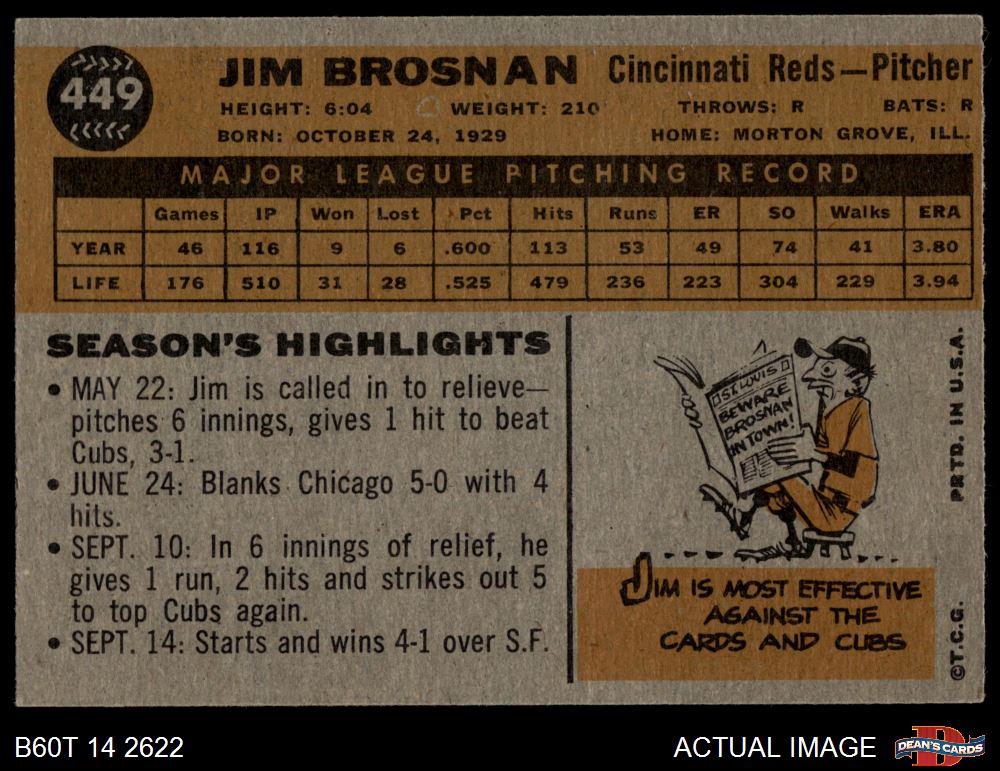 449
JIM BROSNAN Cincinnati Reds—Pitcher
HEIGHT: 6:04 WEIGHT: 210 THROWS: R BATS: R
BORN: OCTOBER 24, 1929 HOME: MORTON GROVE, ILL.
MAJOR LEAGUE PITCHING RECORD
Games IP Won Lost Pct Hits Runs ER SO Walks ERA
YEAR 46 116 9 6 .600 113 53 49 74 41 3.80
LIFE 176 510 31 28 .525 479 236 223 304 229 3.94
SEASON'S HIGHLIGHTS
• MAY 22: Jim is called in to relieve—
pitches 6 innings, gives 1 hit to beat
Cubs, 3-1.
• JUNE 24: Blanks Chicago 5-0 with 4
hits.
• SEPT. 10: In 6 innings of relief, he
gives 1 run, 2 hits and strikes out 5
to top Cubs again.
• SEPT. 14: Starts and wins 4-1 over S.F.
ST. LOUIS
BEWARE
BROSNAN
IN TOWN!
JIM IS MOST EFFECTIVE
AGAINST THE
CARDS AND CUBS
PRTD. IN U.S.A.
©T.C.G.
B60T 14 2622
ACTUAL IMAGE
DEAN'S CARDS